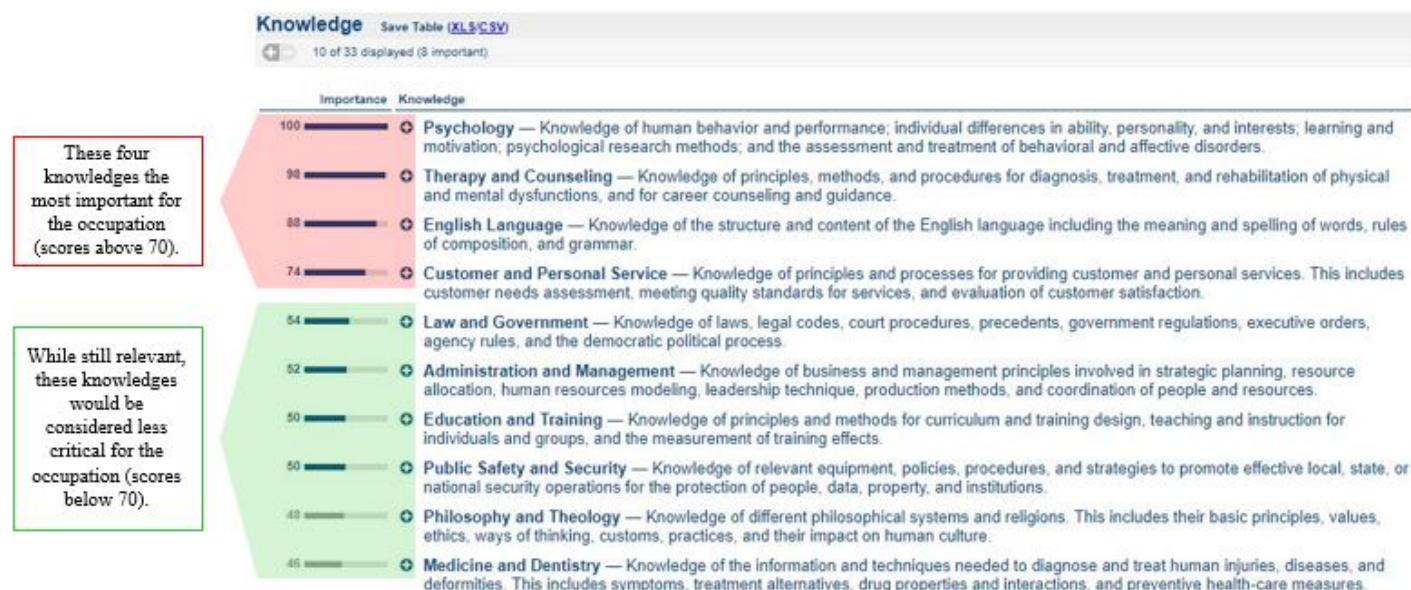 Knowledge Save Table (XLS/CSV)
10 of 33 displayed (8 important)
Importance Knowledge
These four
knowledges the
most important for
the occupation
(scores above 70).
100 Psychology — Knowledge of human behavior and performance; individual differences in ability, personality, and interests; learning and
motivation; psychological research methods; and the assessment and treatment of behavioral and affective disorders.
98 Therapy and Counseling — Knowledge of principles, methods, and procedures for diagnosis, treatment, and rehabilitation of physical
and mental dysfunctions, and for career counseling and guidance.
88 English Language — Knowledge of the structure and content of the English language including the meaning and spelling of words, rules
of composition, and grammar.
74 Customer and Personal Service — Knowledge of principles and processes for providing customer and personal services. This includes
customer needs assessment, meeting quality standards for services, and evaluation of customer satisfaction.
While still relevant,
these knowledges
would be
considered less
critical for the
occupation (scores
below 70).
54 Law and Government — Knowledge of laws, legal codes, court procedures, precedents, government regulations, executive orders,
agency rules, and the democratic political process.
52 Administration and Management — Knowledge of business and management principles involved in strategic planning, resource
allocation, human resources modeling, leadership technique, production methods, and coordination of people and resources.
50 Education and Training — Knowledge of principles and methods for curriculum and training design, teaching and instruction for
individuals and groups, and the measurement of training effects.
50 Public Safety and Security — Knowledge of relevant equipment, policies, procedures, and strategies to promote effective local, state, or
national security operations for the protection of people, data, property, and institutions.
48 Philosophy and Theology — Knowledge of different philosophical systems and religions. This includes their basic principles, values,
ethics, ways of thinking, customs, practices, and their impact on human culture.
46 Medicine and Dentistry — Knowledge of the information and techniques needed to diagnose and treat human injuries, diseases, and
deformities. This includes symptoms, treatment alternatives, drug properties and interactions, and preventive health-care measures.